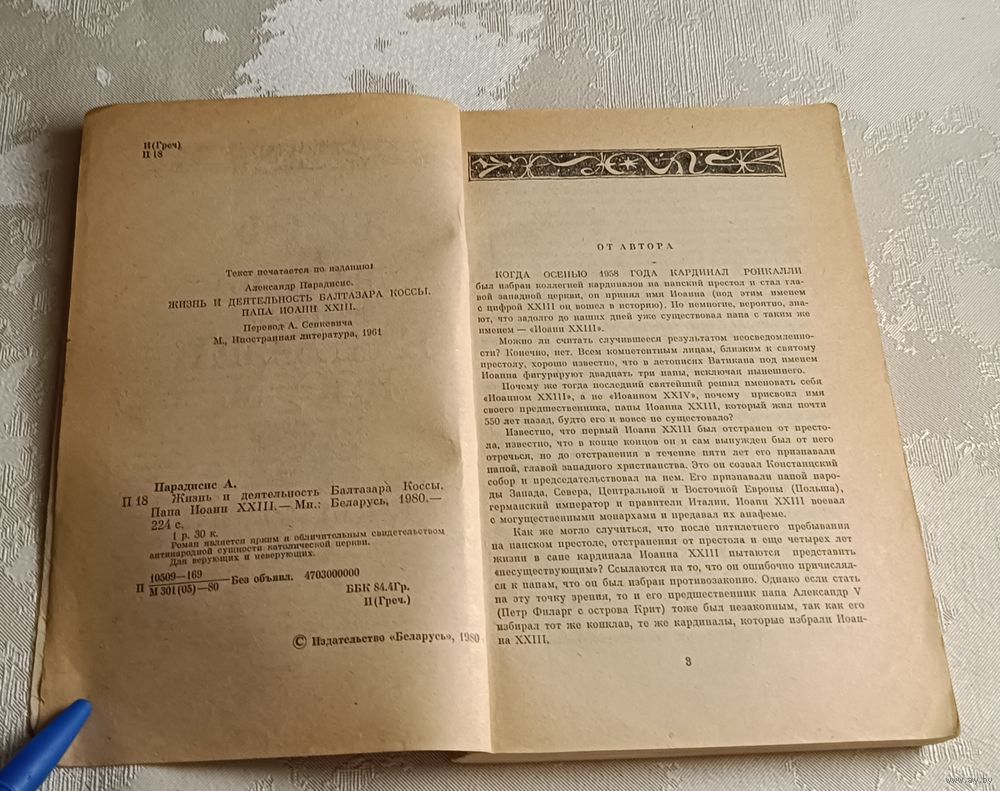 И(Греч)
П 18
Текст печатается по изданию:
Александр Парадисис.
ЖИЗНЬ И ДЕЯТЕЛЬНОСТЬ БАЛТАЗАРА КОССЫ.
ПАПА ИОАНН XXIII.
Перевод А. Сенкевича
М., Иностранная литература, 1961
Парадисис А.
П 18 Жизнь и деятельность Балтазара Коссы.
Папа Иоанн XXIII.— Мн.: Беларусь, 1980.—
224 с.
1 р. 30 к.
Роман является ярким и обличительным свидетельством
антинародной сущности католической церкви.
Для верующих и неверующих.
П 10509—169
М 301(05)—80 Без объявл. 4703000000
ББК 84.4Гр.
И(Греч.)
© Издательство «Беларусь», 1980
ОТ АВТОРА
КОГДА ОСЕНЬЮ 1958 ГОДА КАРДИНАЛ РОНКАЛЛИ
был избран коллегией кардиналов на папский престол и стал гла-
вой западной церкви, он принял имя Иоанна (под этим именем
с цифрой XXIII он вошел в историю). Но немногие, вероятно, зна-
ют, что задолго до наших дней уже существовал папа с таким же
именем — «Иоанн XXIII».
Можно ли считать случившееся результатом неосведомленно-
сти? Конечно, нет. Всем компетентным лицам, близким к святому
престолу, хорошо известно, что в летописях Ватикана под именем
Иоанна фигурируют двадцать три папы, исключая нынешнего.
Почему же тогда последний святейший решил именовать себя
«Иоанном XXIII», а не «Иоанном XXIV», почему присвоил имя
своего предшественника, папы Иоанна XXIII, который жил почти
550 лет назад, будто его и вовсе не существовало?
Известно, что первый Иоанн XXIII был отстранен от престо-
ла, известно, что в конце концов он и сам вынужден был от него
отречься, но до отстранения в течение пяти лет его признавали
папой, главой западного христианства. Это он созвал Констанцский
собор и председательствовал на нем. Его признавали папой наро-
ды Запада, Севера, Центральной и Восточной Европы (Польша),
германский император и правители Италии. Иоанн XXIII воевал
с могущественными монархами и предавал их анафеме.
Как же могло случиться, что после пятилетнего пребывания
на папском престоле, отстранения от престола и еще четырех лет
жизни в сане кардинала Иоанна XXIII пытаются представить
«несуществующим»? Ссылаются на то, что он ошибочно причислял-
ся к папам, что он был избран противозаконно. Однако если стать
на эту точку зрения, то и его предшественник папа Александр V
(Петр Филарг с острова Крит) тоже был незаконным, так как его
избирал тот же конклав, те же кардиналы, которые избрали Иоан-
на XXIII.
3
www.ay.by